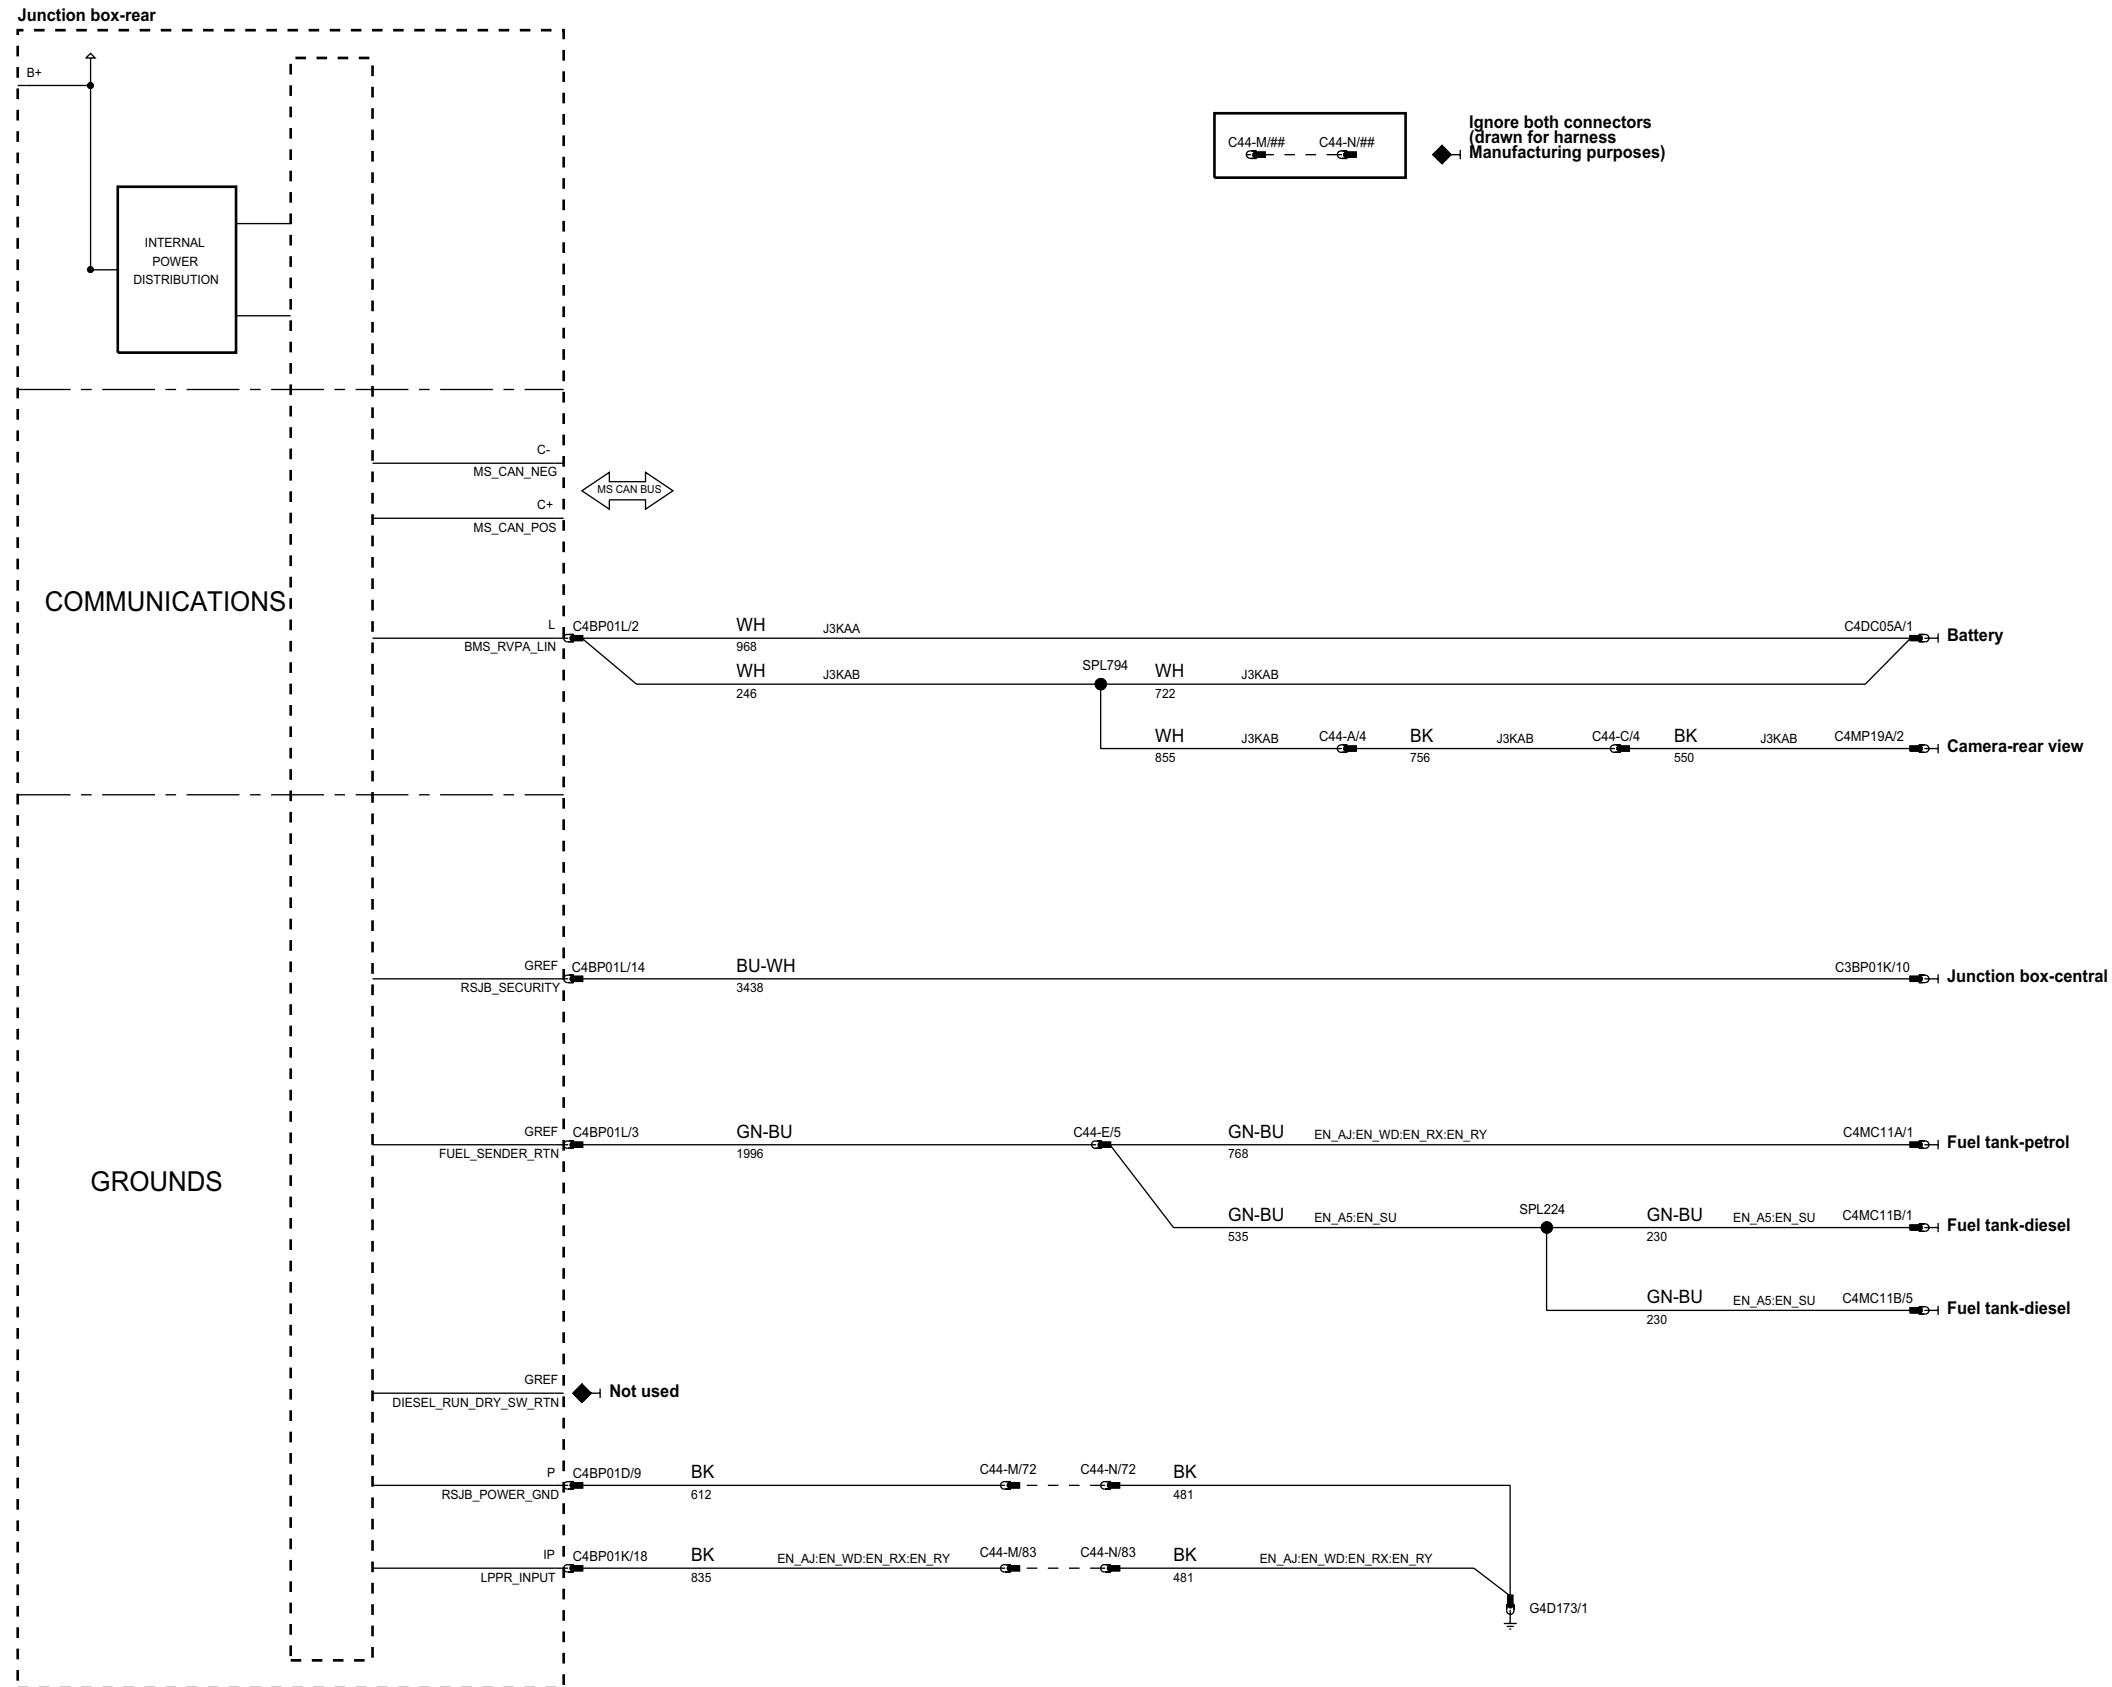 Junction box-rear
B+
INTERNAL
POWER
DISTRIBUTION
C44-M/##
C44-N/##
Ignore both connectors
(drawn for harness
Manufacturing purposes)
C-
MS_CAN_NEG
MS CAN BUS
C+
MS_CAN_POS
COMMUNICATIONS
L
BMS_RVPA_LIN
C4BP01L/2
WH
968
J3KAA
C4DC05A/1
Battery
WH
246
J3KAB
SPL794
WH
722
J3KAB
WH
855
J3KAB
C44-A/4
BK
756
J3KAB
C44-C/4
BK
550
J3KAB
C4MP19A/2
Camera-rear view
GREF
RSJB_SECURITY
C4BP01L/14
BU-WH
3438
C3BP01K/10
Junction box-central
GROUNDS
GREF
FUEL_SENDER_RTN
C4BP01L/3
GN-BU
1996
C44-E/5
GN-BU
768
EN_AJ:EN_WD:EN_RX:EN_RY
C4MC11A/1
Fuel tank-petrol
GN-BU
535
EN_A5:EN_SU
SPL224
GN-BU
230
EN_A5:EN_SU
C4MC11B/1
Fuel tank-diesel
GN-BU
230
EN_A5:EN_SU
C4MC11B/5
Fuel tank-diesel
GREF
DIESEL_RUN_DRY_SW_RTN
Not used
P
RSJB_POWER_GND
C4BP01D/9
BK
612
C44-M/72
C44-N/72
BK
481
IP
LPPR_INPUT
C4BP01K/18
BK
835
EN_AJ:EN_WD:EN_RX:EN_RY
C44-M/83
C44-N/83
BK
481
EN_AJ:EN_WD:EN_RX:EN_RY
G4D173/1